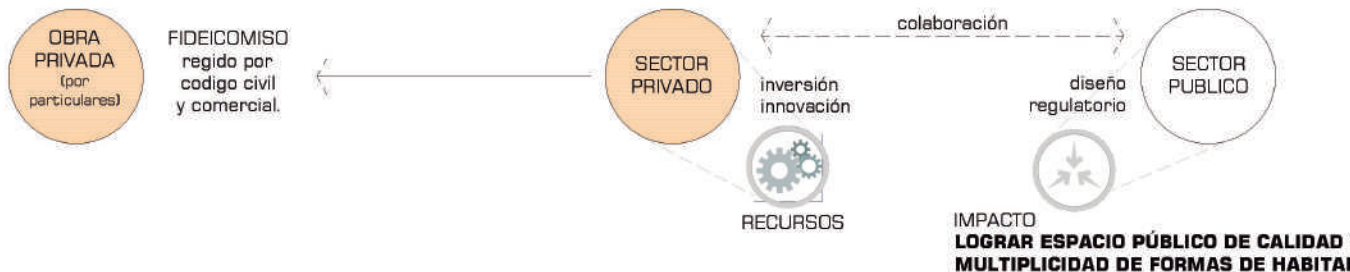 OBRA
PRIVADA
(por
particulares)
FIDEICOMISO
regido por
codigo civil
y comercial.
SECTOR
PRIVADO
inversión
innovación
RECURSOS
colaboración
diseño
regulatorio
SECTOR
PUBLICO
IMPACTO
LOGRAR ESPACIO PÚBLICO DE CALIDAD
MULTIPLICIDAD DE FORMAS DE HABITAR